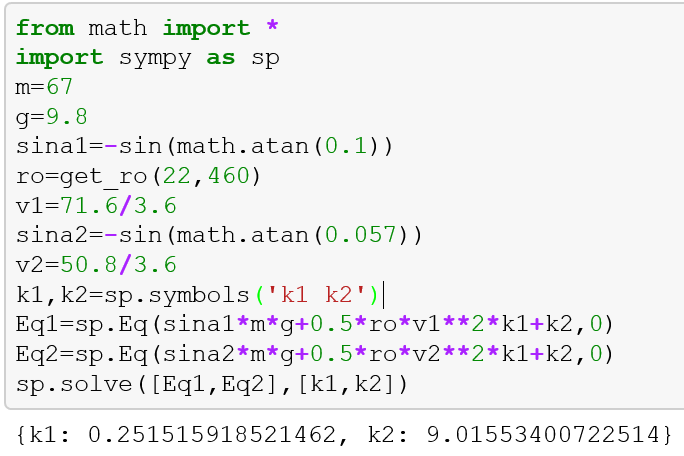 from math import *
import sympy as sp
m=67
g=9.8
sina1=-sin(math.atan(0.1))
ro=get_ro(22,460)
v1=71.6/3.6
sina2=-sin(math.atan(0.057))
v2=50.8/3.6
k1,k2=sp.symbols('k1 k2')
Eq1=sp.Eq(sina1*m*g+0.5*ro*v1**2*k1+k2,0)
Eq2=sp.Eq(sina2*m*g+0.5*ro*v2**2*k1+k2,0)
sp.solve([Eq1,Eq2],[k1,k2])
{k1: 0.251515918521462, k2: 9.01553400722514}